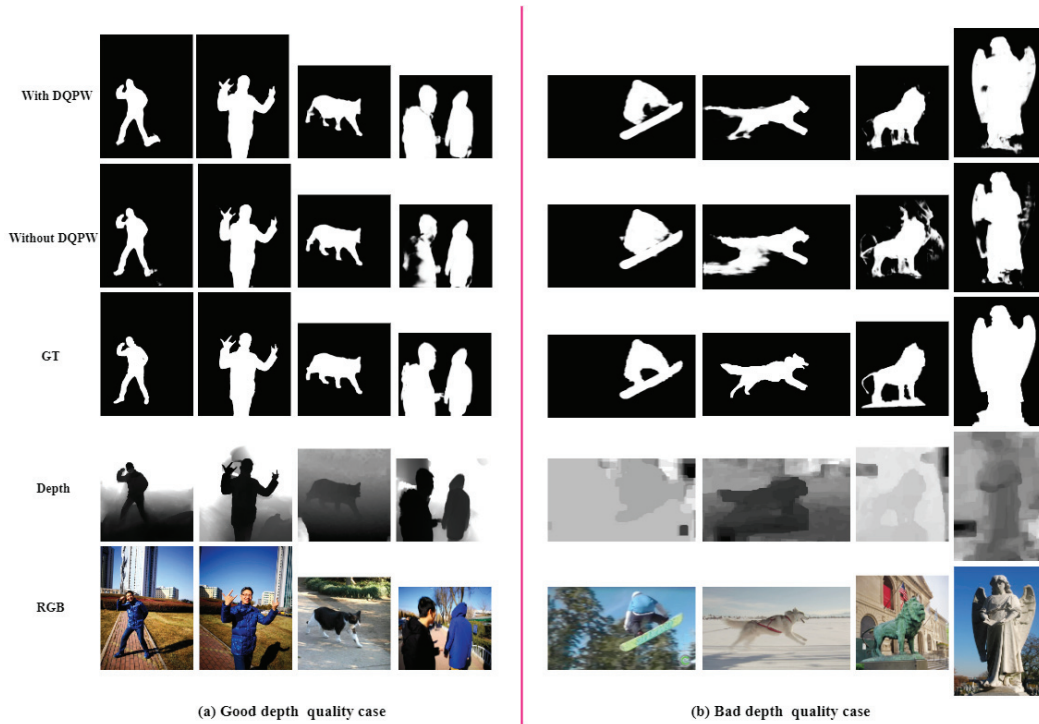 With DQPW
Without DQPW
GT
Depth
RGB
(a) Good depth quality case
(b) Bad depth quality case